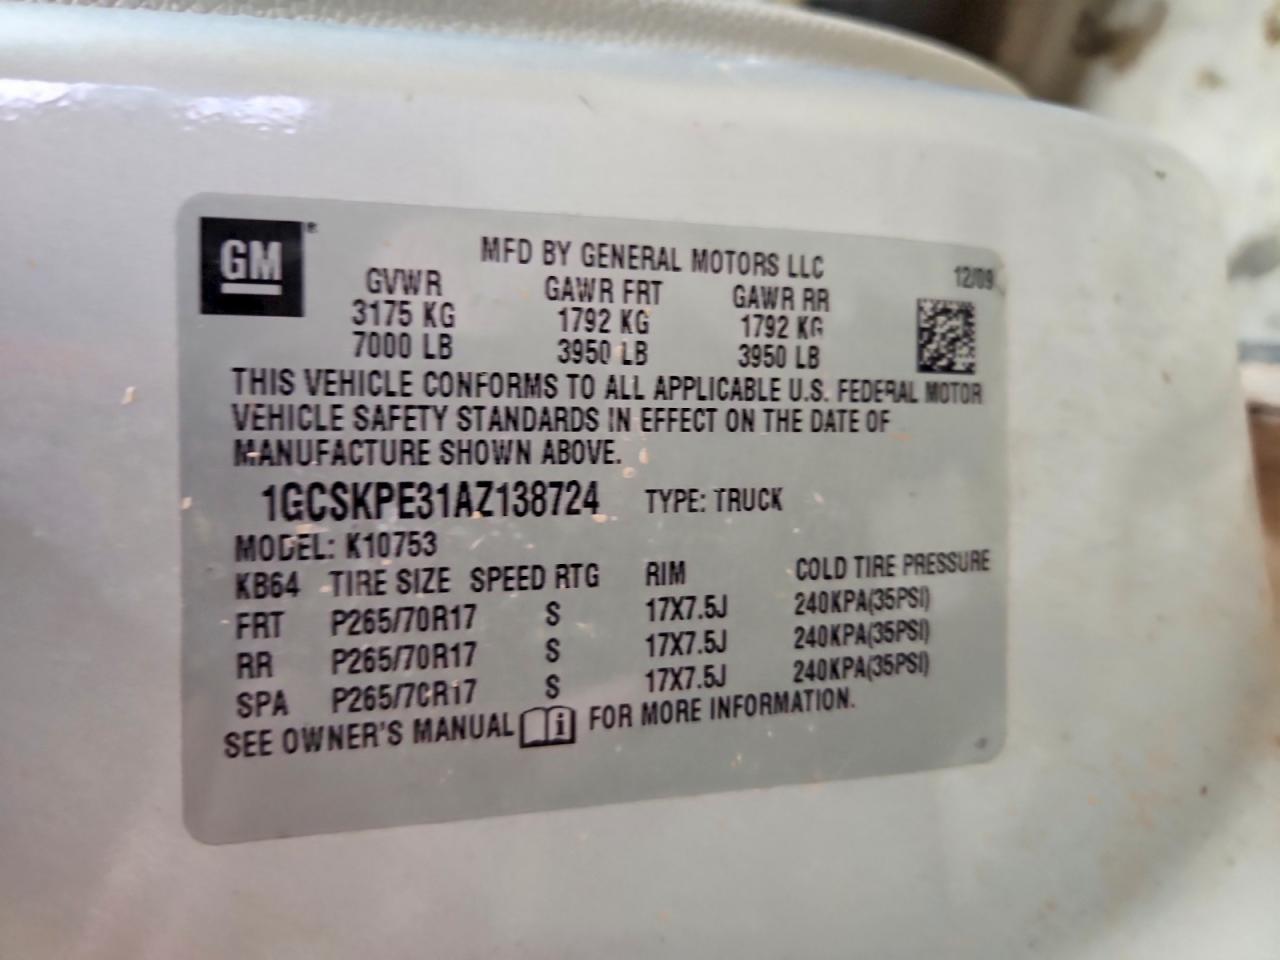 GM
MFD BY GENERAL MOTORS LLC
12/09
GVWR GAWR FRT GAWR RR
3175 KG 1792 KG 1792 KG
7000 LB 3950 LB 3950 LB
THIS VEHICLE CONFORMS TO ALL APPLICABLE U.S. FEDERAL MOTOR
VEHICLE SAFETY STANDARDS IN EFFECT ON THE DATE OF
MANUFACTURE SHOWN ABOVE.
1GCSKPE31AZ138724 TYPE: TRUCK
MODEL: K10753
KB64 TIRE SIZE SPEED RTG RIM COLD TIRE PRESSURE
FRT P265/70R17 S 17X7.5J 240KPA(35PSI)
RR P265/70R17 S 17X7.5J 240KPA(35PSI)
SPA P265/70R17 S 17X7.5J 240KPA(35PSI)
SEE OWNER'S MANUAL i FOR MORE INFORMATION.